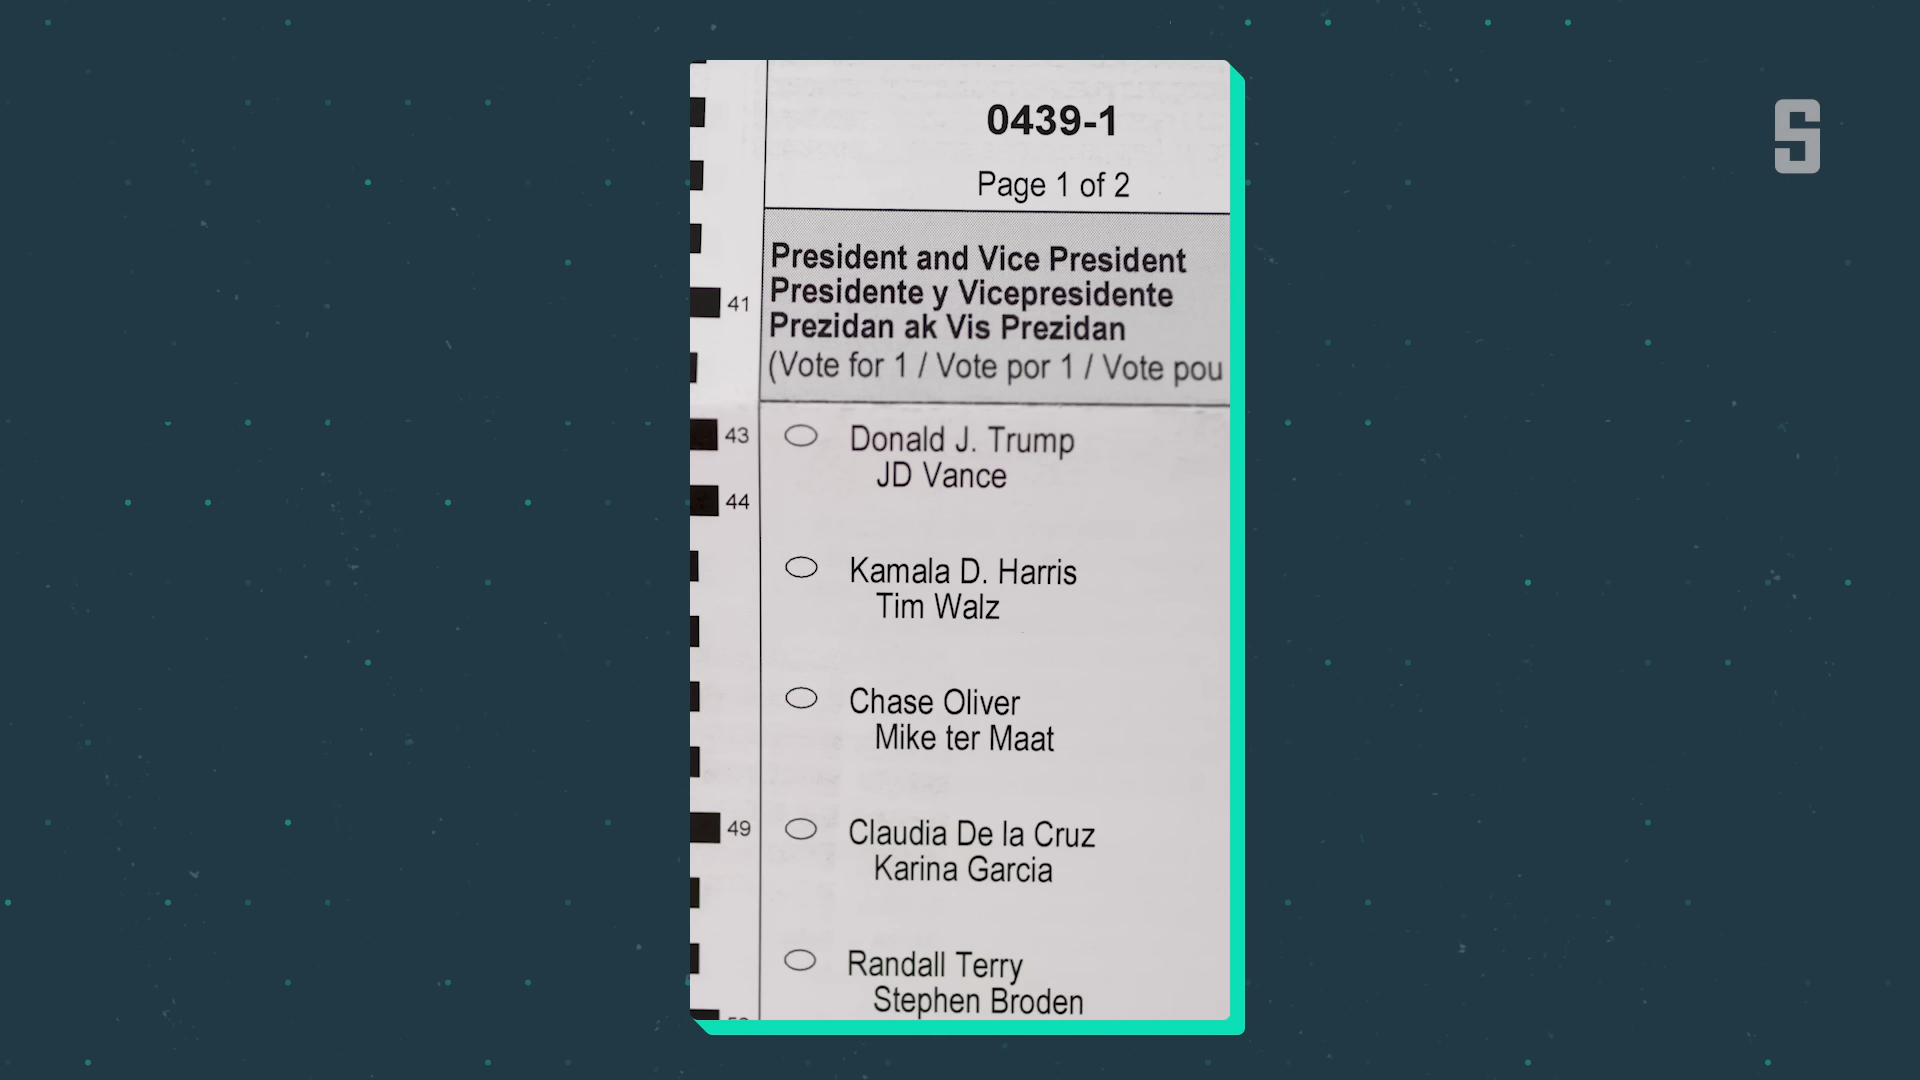 S
0439-1
Page 1 of 2
President and Vice President
Presidente y Vicepresidente
Prezidan ak Vis Prezidan
(Vote for 1 / Vote por 1 / Vote pou
41
43
Donald J. Trump
JD Vance
44
Kamala D. Harris
Tim Walz
Chase Oliver
Mike ter Maat
49
Claudia De la Cruz
Karina Garcia
Randall Terry
Stephen Broden